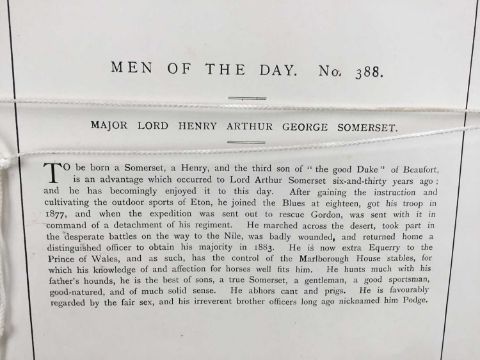 MEN OF THE DAY. No. 388.
MAJOR LORD HENRY ARTHUR GEORGE SOMERSET.
TO be born a Somerset, a Henry, and the third son of "the good Duke" of Beaufort,
is an advantage which occurred to Lord Arthur Somerset six-and-thirty years ago;
and he has becomingly enjoyed it to this day. After gaining the instruction and
cultivating the outdoor sports of Eton, he joined the Blues at eighteen, got his troop in
1877, and when the expedition was sent out to rescue Gordon, was sent with it in
command of a detachment of his regiment. He marched across the desert, took part in
the desperate battles on the way to the Nile, was badly wounded, and returned home a
distinguished officer to obtain his majority in 1883. He is now extra Equerry to the
Prince of Wales, and as such, has the control of the Marlborough House stables, for
which his knowledge of and affection for horses well fits him. He hunts much with his
father's hounds, he is the best of sons, a true Somerset, a gentleman, a good sportsman,
good-natured, and of much solid sense. He abhors cant and prigs. He is favourably
regarded by the fair sex, and his irreverent brother officers long ago nicknamed him Podge.